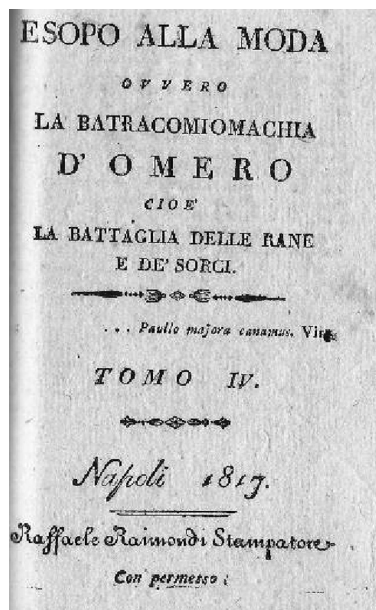 ESOPO ALLA MODA
OVVERO
LA BATRACOMIOMACHIA
D' OMERO
CIOE'
LA BATTAGLIA DELLE RANE
E DE' SORCI.
... Paullo majora canamus. Vir.
TOMO IV.
Napoli 1817.
Raffaele Raimondi Stampatore
Con permesso :